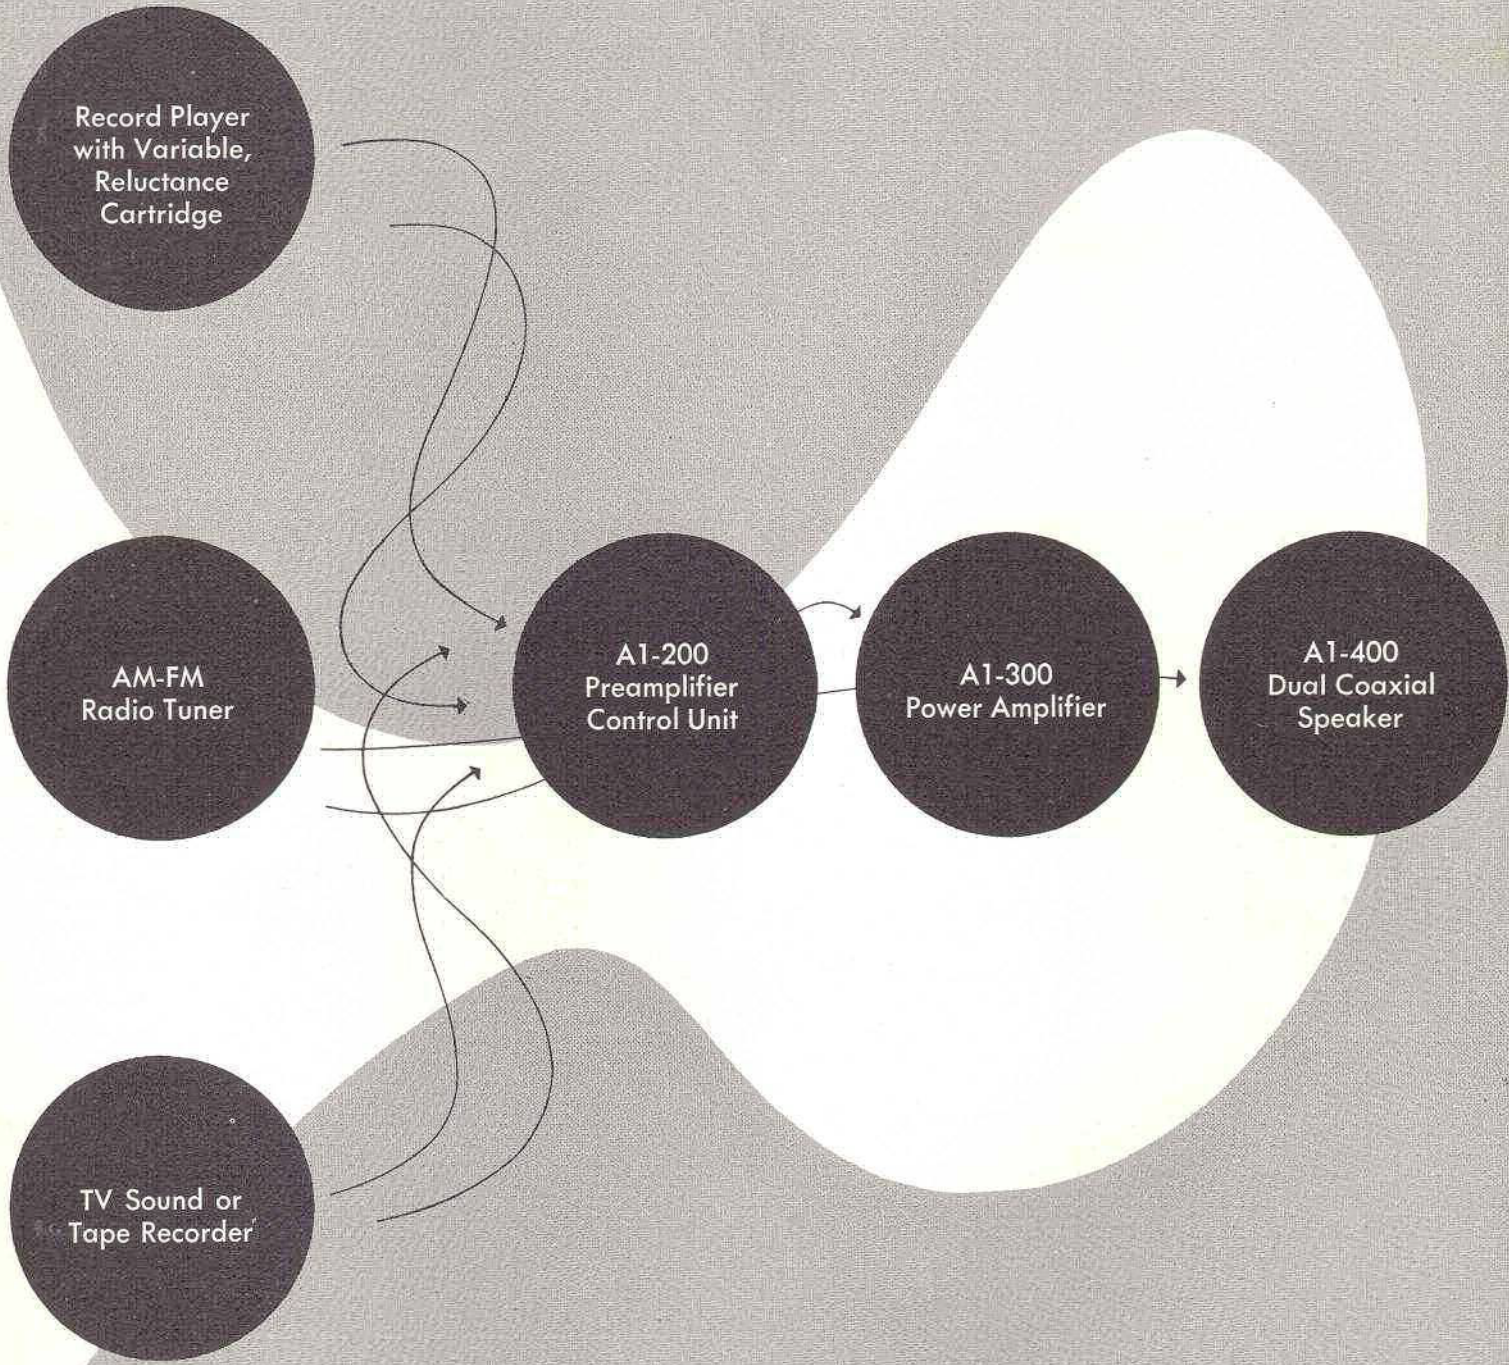 Record Player
with Variable,
Reluctance
Cartridge
AM-FM
Radio Tuner
A1-200
Preamplifier
Control Unit
A1-300
Power Amplifier
A1-400
Dual Coaxial
Speaker
TV Sound or
Tape Recorder